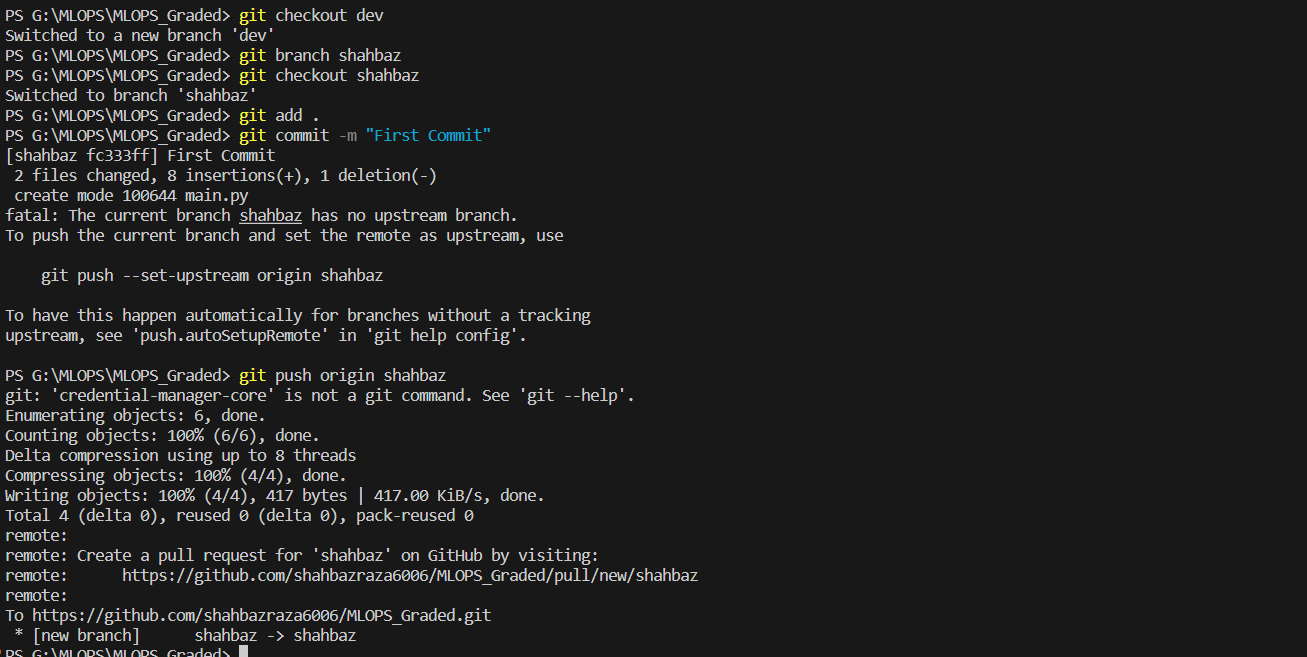 PS G:\MLOPS\MLOPS_Graded> git checkout dev
Switched to a new branch 'dev'
PS G:\MLOPS\MLOPS_Graded> git branch shahbaz
PS G:\MLOPS\MLOPS_Graded> git checkout shahbaz
Switched to branch 'shahbaz'
PS G:\MLOPS\MLOPS_Graded> git add .
PS G:\MLOPS\MLOPS_Graded> git commit -m "First Commit"
[shahbaz fc333ff] First Commit
 2 files changed, 8 insertions(+), 1 deletion(-)
 create mode 100644 main.py
fatal: The current branch shahbaz has no upstream branch.
To push the current branch and set the remote as upstream, use

    git push --set-upstream origin shahbaz

To have this happen automatically for branches without a tracking
upstream, see 'push.autoSetupRemote' in 'git help config'.

PS G:\MLOPS\MLOPS_Graded> git push origin shahbaz
git: 'credential-manager-core' is not a git command. See 'git --help'.
Enumerating objects: 6, done.
Counting objects: 100% (6/6), done.
Delta compression using up to 8 threads
Compressing objects: 100% (4/4), done.
Writing objects: 100% (4/4), 417 bytes | 417.00 KiB/s, done.
Total 4 (delta 0), reused 0 (delta 0), pack-reused 0
remote:
remote: Create a pull request for 'shahbaz' on GitHub by visiting:
remote:      https://github.com/shahbazraza6006/MLOPS_Graded/pull/new/shahbaz
remote:
To https://github.com/shahbazraza6006/MLOPS_Graded.git
 * [new branch]      shahbaz -> shahbaz
PS G:\MLOPS\MLOPS_Graded>